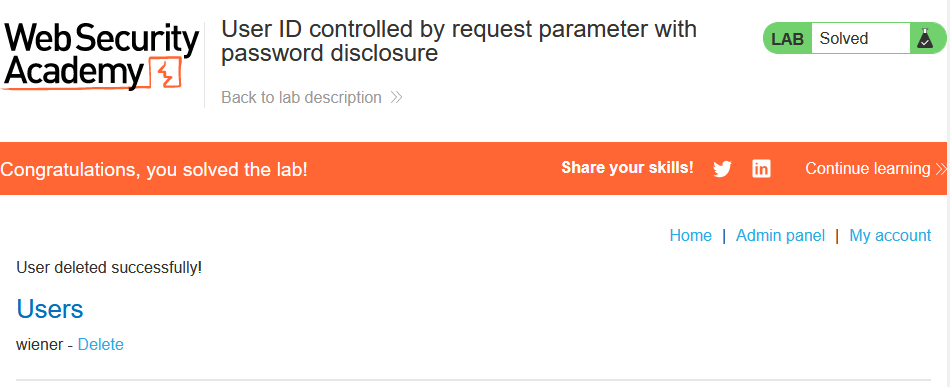 Web Security
Academy
User ID controlled by request parameter with
password disclosure
Back to lab description
LAB Solved
Congratulations, you solved the lab!
Share your skills!
Continue learning
Home | Admin panel | My account
User deleted successfully!
Users
wiener - Delete